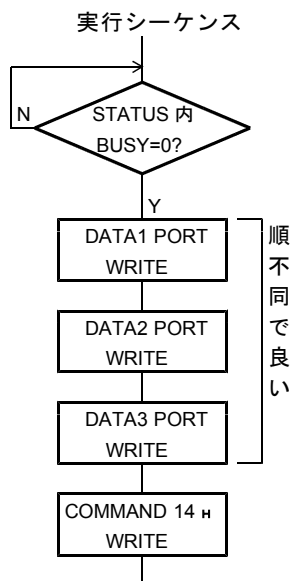 実行シーケンス
N
STATUS 内
BUSY=0?
Y
DATA1 PORT
WRITE
DATA2 PORT
WRITE
DATA3 PORT
WRITE
順不同で良い
COMMAND 14 H
WRITE